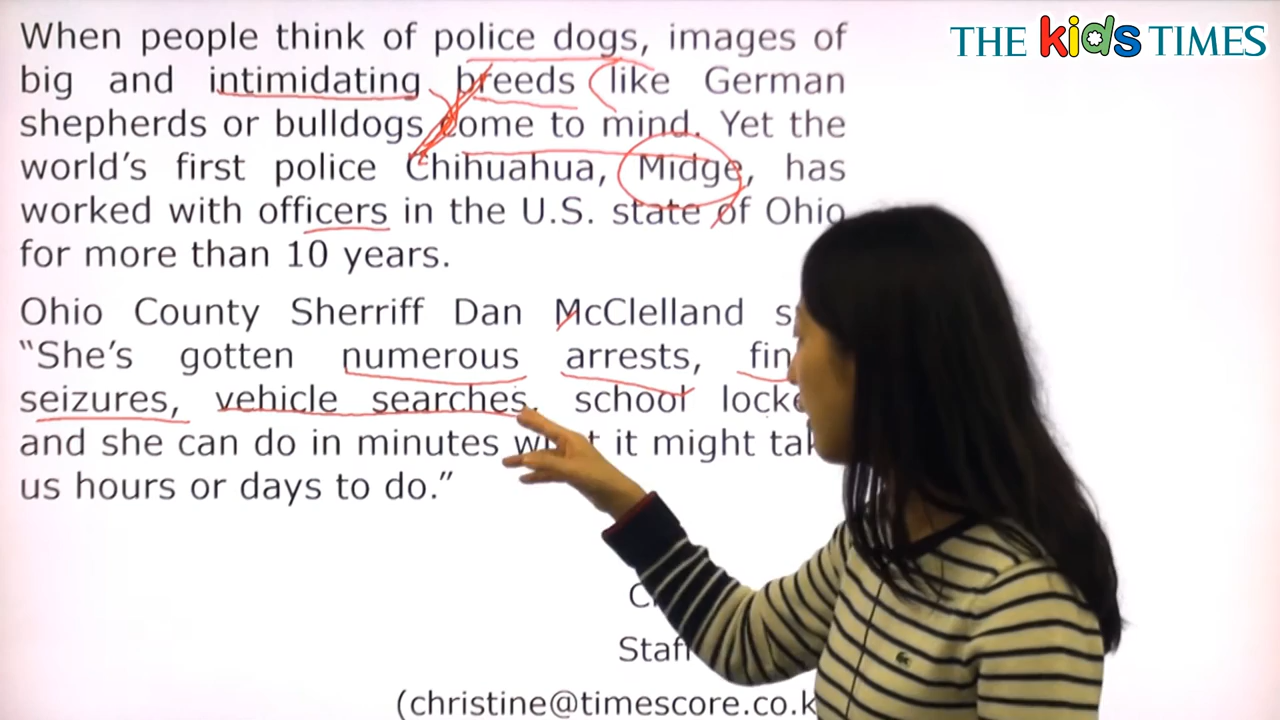 THE kids TIMES
When people think of police dogs, images of
big and intimidating breeds like German
shepherds or bulldogs come to mind. Yet the
world's first police Chihuahua, Midge, has
worked with officers in the U.S. state of Ohio
for more than 10 years.
Ohio County Sherriff Dan McClelland
"She's gotten numerous arrests,
seizures, vehicle searches, school
and she can do in minutes it might
us hours or days to do."
Staff
(christine@timescore.co.k